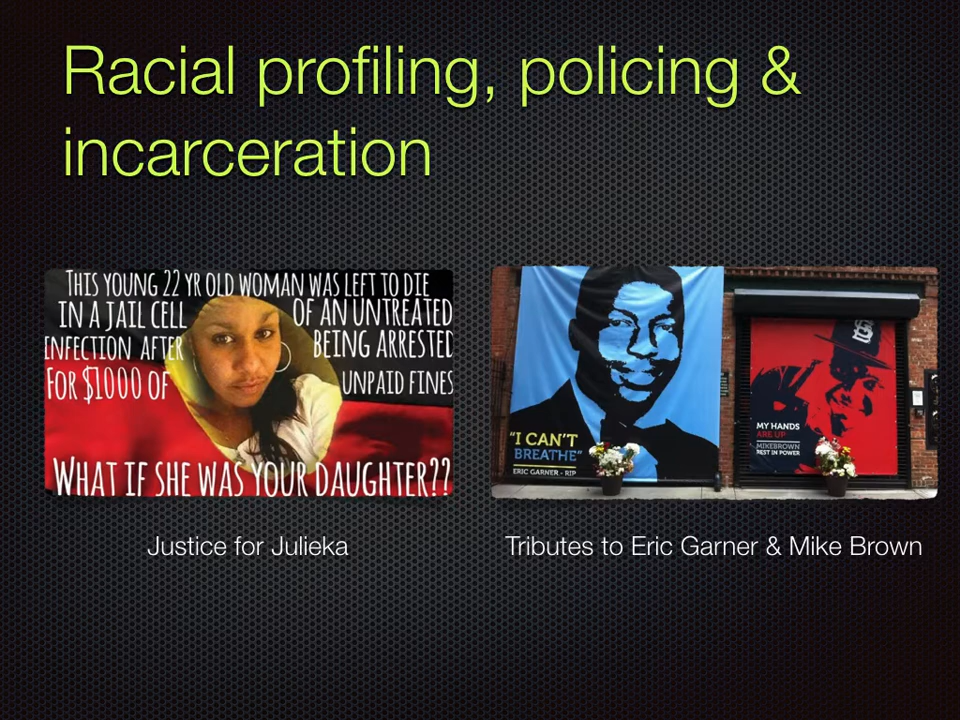 Racial profiling, policing &
incarceration
THIS YOUNG 22 YR OLD WOMAN WAS LEFT TO DIE
IN A JAIL CELL OF AN UNTREATED
INFECTION AFTER BEING ARRESTED
FOR $1000 OF UNPAID FINES
WHAT IF SHE WAS YOUR DAUGHTER??
"I CAN'T
BREATHE"
ERIC GARNER - RIP
MY HANDS
ARE UP
MIKEBROWN
REST IN POWER
Justice for Julieka
Tributes to Eric Garner & Mike Brown